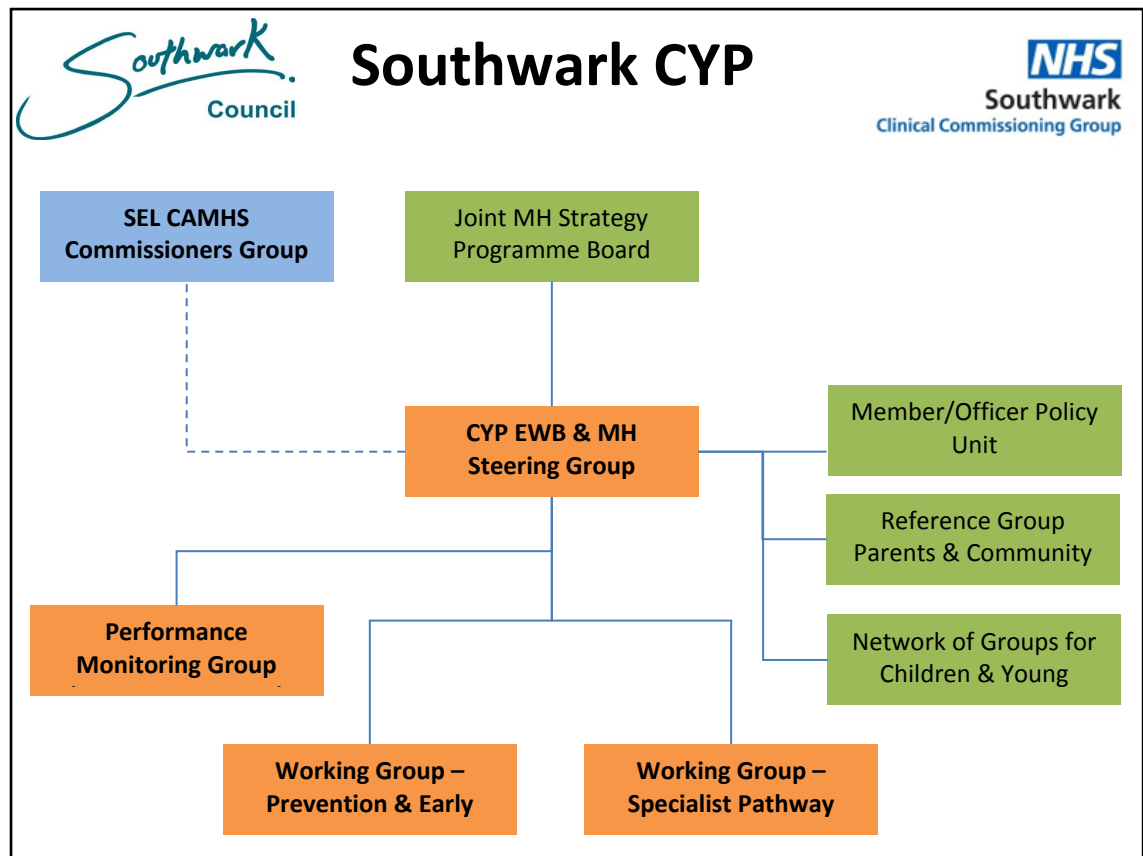 Southwark
Council
Southwark CYP
NHS
Southwark
Clinical Commissioning Group
SEL CAMHS
Commissioners Group
Joint MH Strategy
Programme Board
CYP EWB & MH
Steering Group
Member/Officer Policy
Unit
Reference Group
Parents & Community
Network of Groups for
Children & Young
Performance
Monitoring Group
Working Group –
Prevention & Early
Working Group –
Specialist Pathway